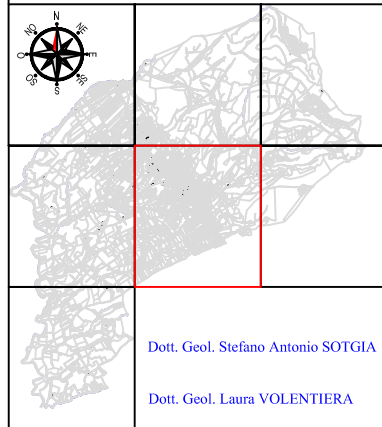 N
NO NE
O E
SO SE
S
Dott. Geol. Stefano Antonio SOTGIA
Dott. Geol. Laura VOLENTIERA